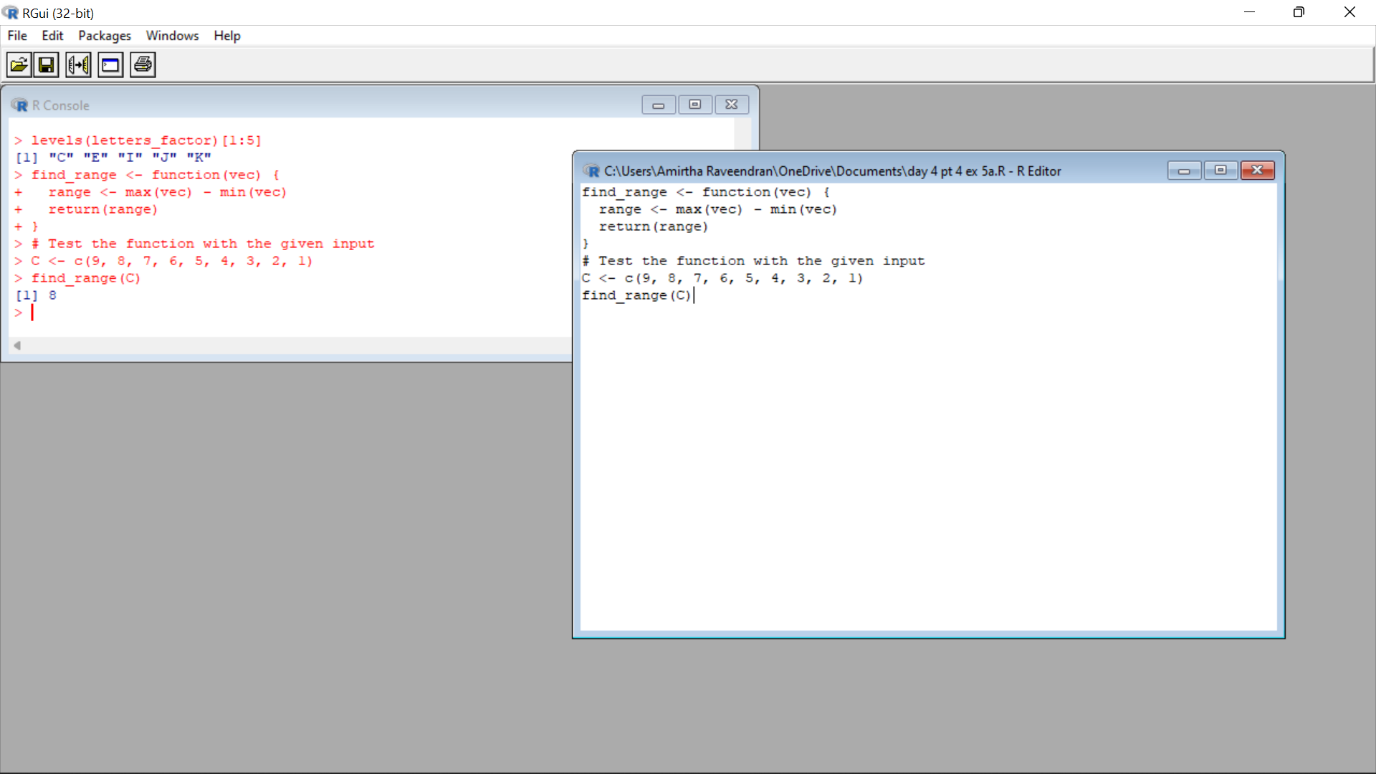 RGui (32-bit)
File Edit Packages Windows Help
R Console
> levels(letters_factor)[1:5]
[1] "C" "E" "I" "J" "K"
> find_range <- function(vec) {
+   range <- max(vec) - min(vec)
+   return(range)
+ }
> # Test the function with the given input
> C <- c(9, 8, 7, 6, 5, 4, 3, 2, 1)
> find_range(C)
[1] 8
>
C:\Users\Amirtha Raveendran\OneDrive\Documents\day 4 pt 4 ex 5a.R - R Editor
find_range <- function(vec) {
  range <- max(vec) - min(vec)
  return(range)
}
# Test the function with the given input
C <- c(9, 8, 7, 6, 5, 4, 3, 2, 1)
find_range(C)